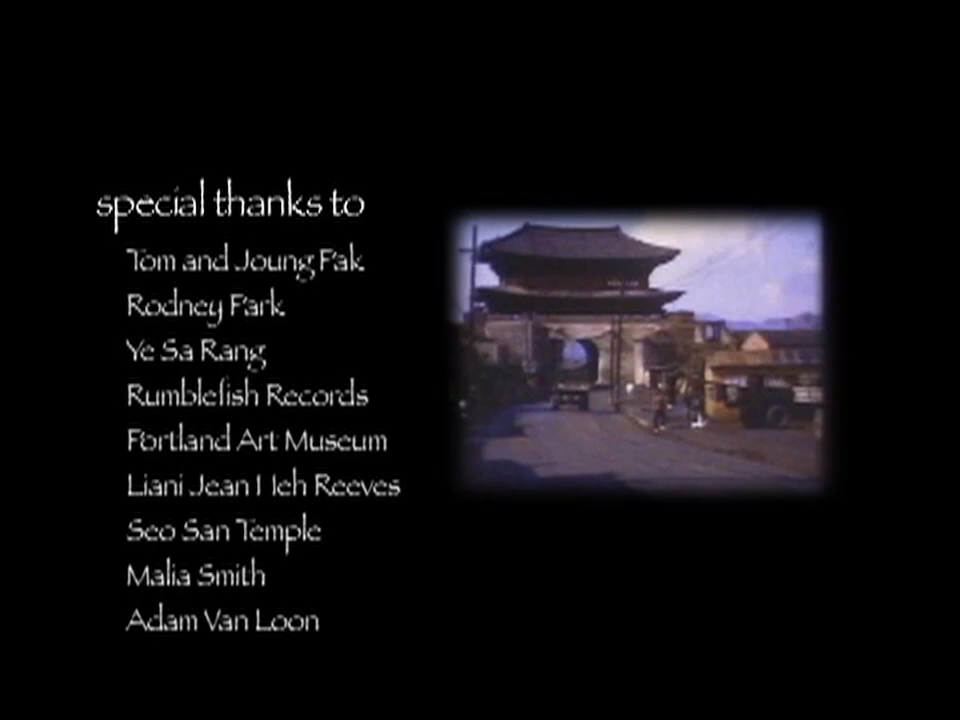 special thanks to
Tom and Joung Pak
Rodney Park
Ye Sa Rang
Rumblefish Records
Portland Art Museum
Liani Jean Heh Reeves
Seo San Temple
Malia Smith
Adam Van Loon